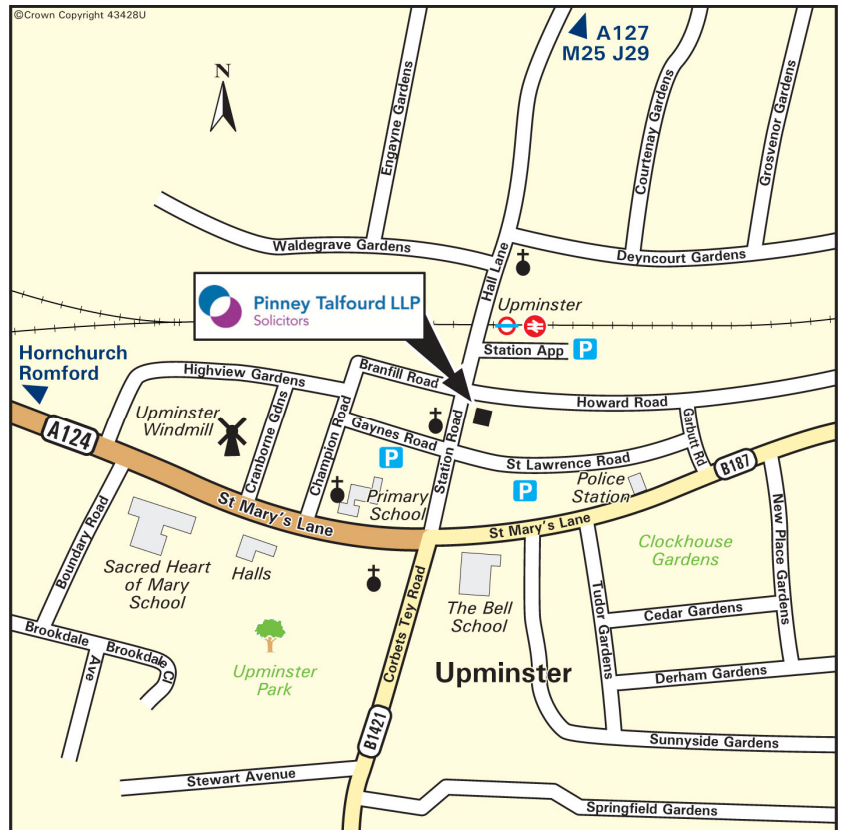 ©Crown Copyright 43428U
A127
M25 J29
N
Engayne Gardens
Courtenay Gardens
Grosvenor Gardens
Waldegrave Gardens
Deyncourt Gardens
Hall Lane
Pinney Talfourd LLP
Solicitors
Upminster
Station App
P
Hornchurch
Romford
Highview Gardens
Branfill Road
Howard Road
A124
Upminster
Windmill
Cranborne Gdns
Champion Road
Gaynes Road
Station Road
Garbutt Rd
St Lawrence Road
B187
P
P
Primary
School
Police
Station
St Mary's Lane
St Mary's Lane
Boundary Road
Sacred Heart
of Mary
School
Halls
Clockhouse
Gardens
New Place Gardens
The Bell
School
Tudor Gardens
Cedar Gardens
Corbets Tey Road
Brookdale
Ave
Brookdale Cl
Upminster
Park
Upminster
Derham Gardens
B1421
Sunnyside Gardens
Stewart Avenue
Springfield Gardens